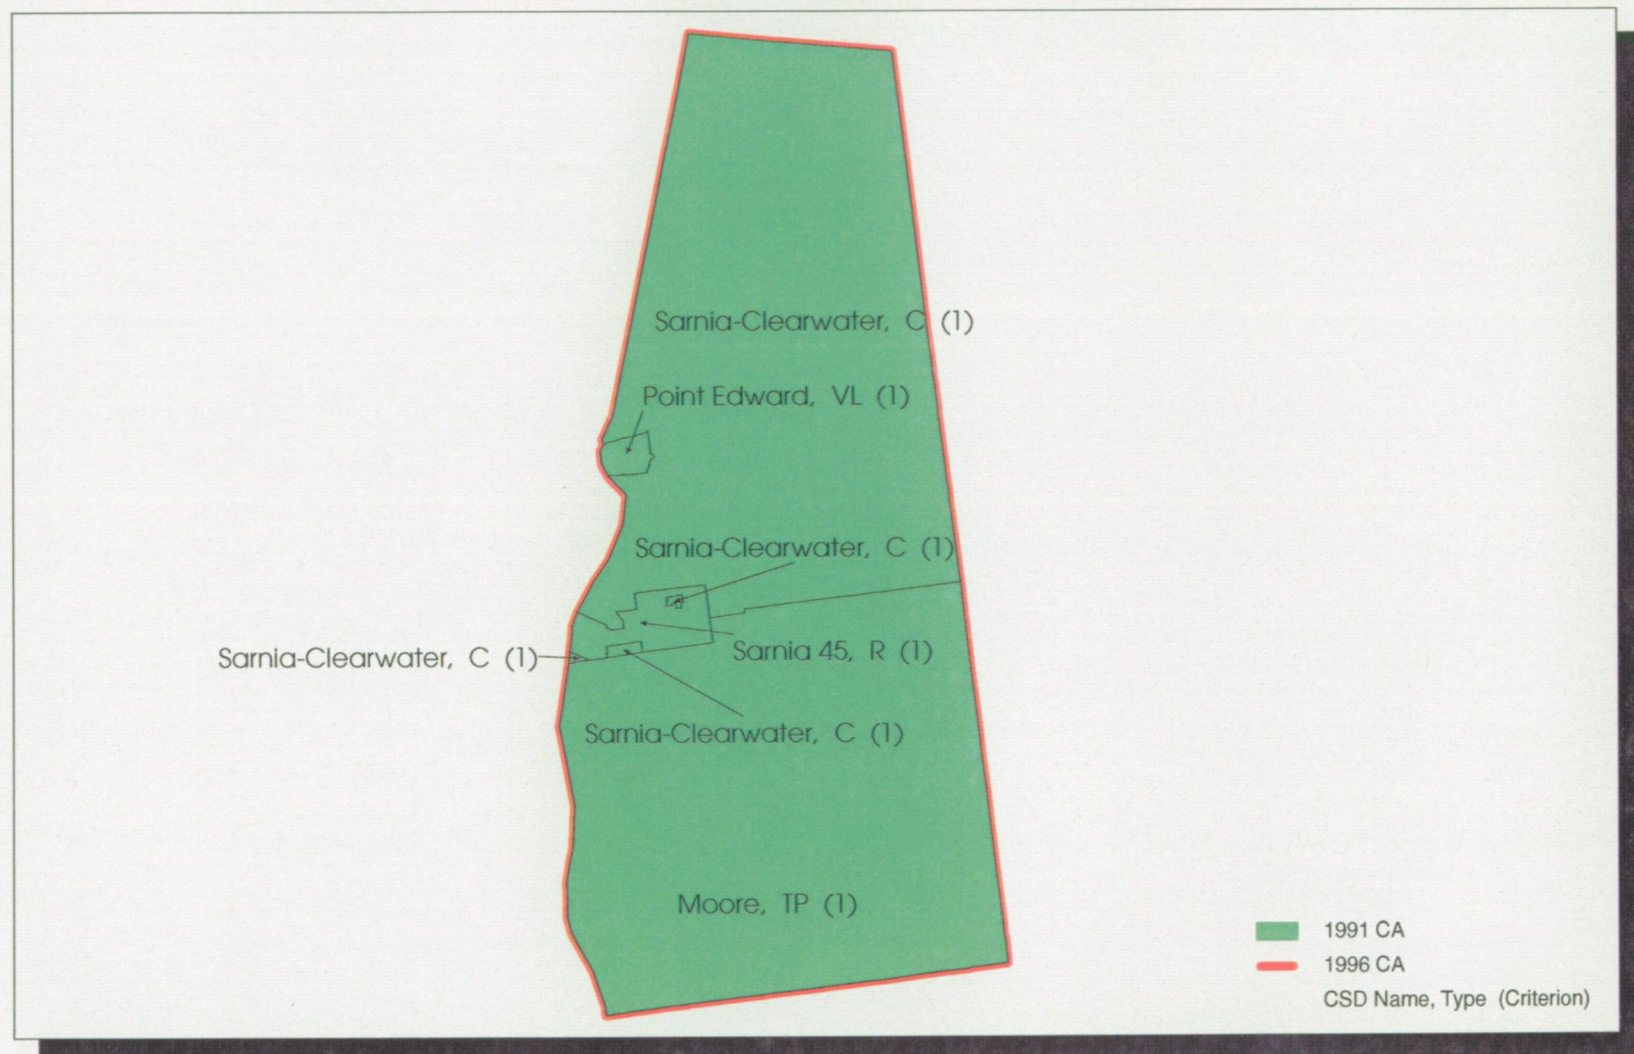 Sarnia-Clearwater, C (1)
Point Edward, VL (1)
Sarnia-Clearwater, C (1)
Sarnia 45, R (1)
Sarnia-Clearwater, C (1)
Sarnia-Clearwater, C (1)
Moore, TP (1)
1991 CA
1996 CA
CSD Name, Type (Criterion)